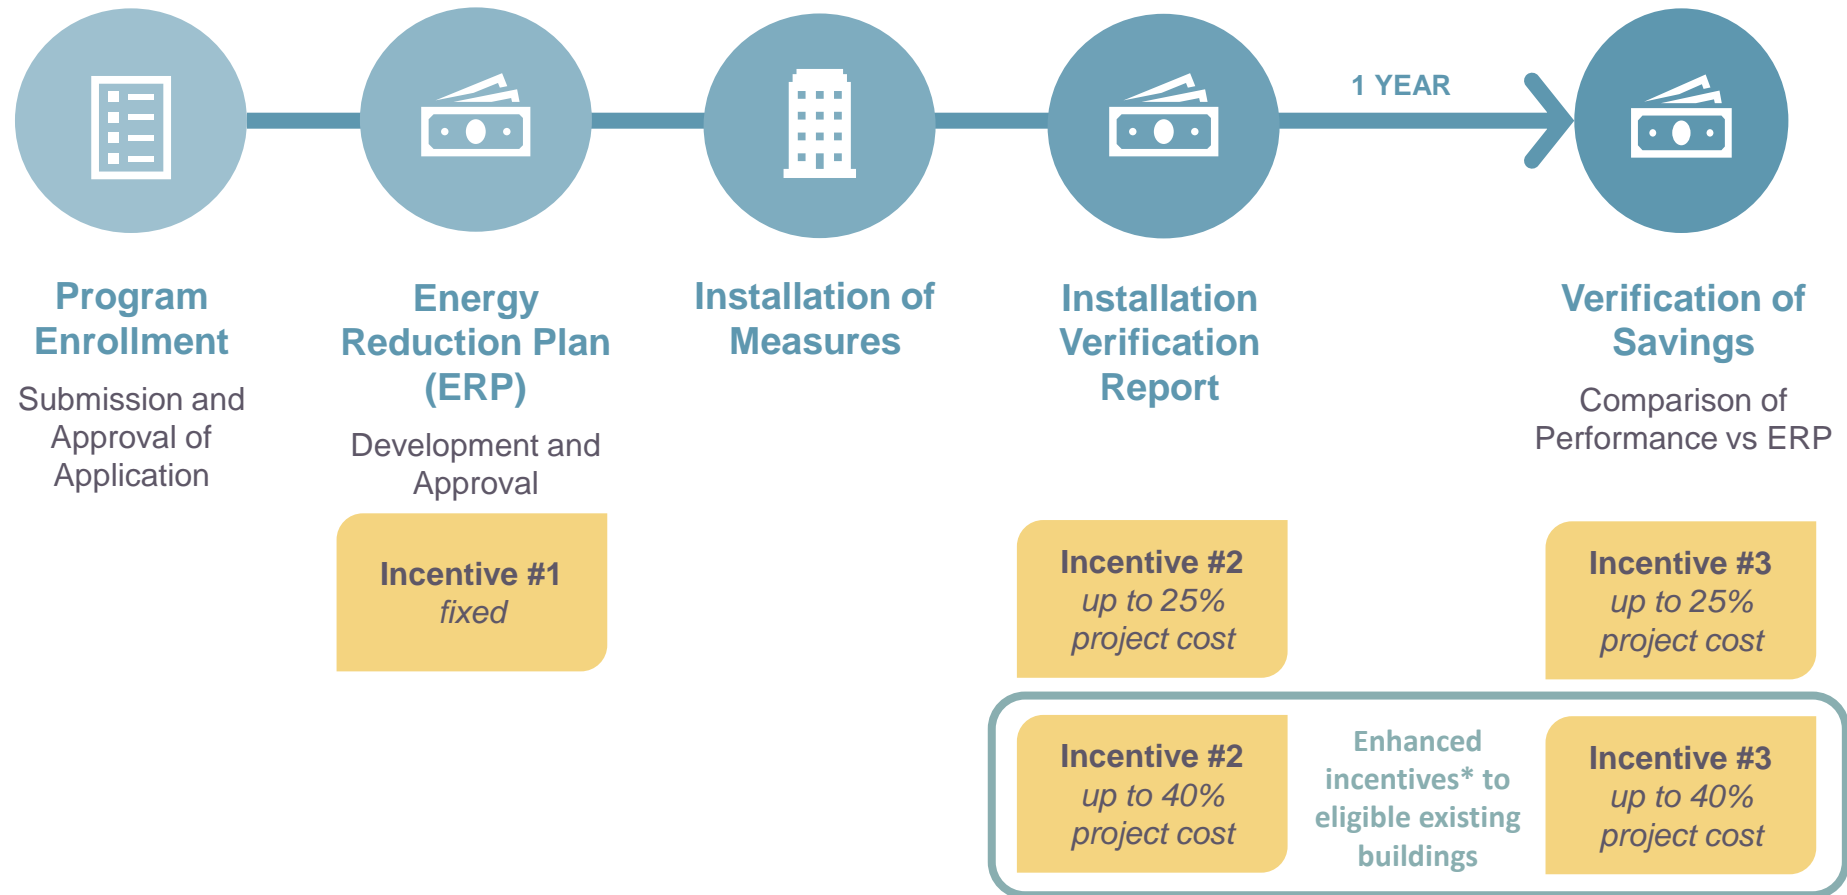 1 YEAR
Program
Enrollment
Submission and
Approval of
Application
Energy
Reduction Plan
(ERP)
Development and
Approval
Incentive #1
fixed
Installation of
Measures
Installation
Verification
Report
Verification of
Savings
Comparison of
Performance vs ERP
Incentive #2
up to 25%
project cost
Incentive #3
up to 25%
project cost
Incentive #2
up to 40%
project cost
Enhanced
incentives* to
eligible existing
buildings
Incentive #3
up to 40%
project cost